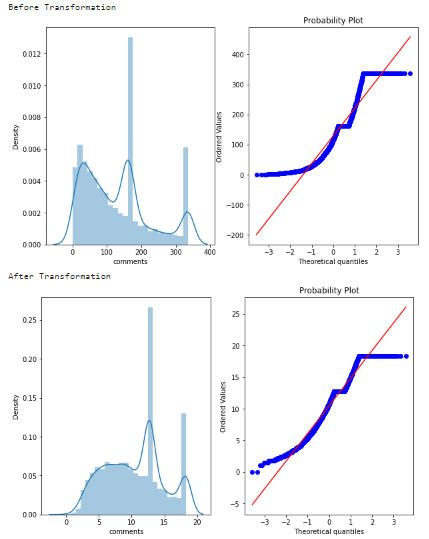 Before Transformation
Probability Plot
0.012
0.010
0.008
0.006
0.004
0.002
0.000
Density
0 100 200 300 400
comments
400
300
200
100
0
−100
−200
Ordered Values
−3 −2 −1 0 1 2 3
Theoretical quantiles
After Transformation
Probability Plot
0.25
0.20
0.15
0.10
0.05
0.00
Density
0 5 10 15 20
comments
25
20
15
10
5
0
−5
Ordered Values
−3 −2 −1 0 1 2 3
Theoretical quantiles